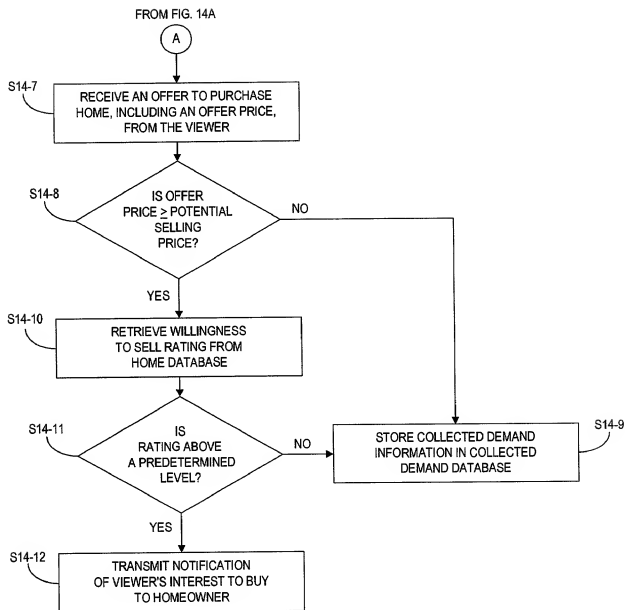 FROM FIG. 14A
A
S14-7
RECEIVE AN OFFER TO PURCHASE
HOME, INCLUDING AN OFFER PRICE,
FROM THE VIEWER
S14-8
IS OFFER
PRICE ≥ POTENTIAL
SELLING
PRICE?
NO
YES
S14-10
RETRIEVE WILLINGNESS
TO SELL RATING FROM
HOME DATABASE
S14-11
IS
RATING ABOVE
A PREDETERMINED
LEVEL?
NO
STORE COLLECTED DEMAND
INFORMATION IN COLLECTED
DEMAND DATABASE
S14-9
YES
S14-12
TRANSMIT NOTIFICATION
OF VIEWER'S INTEREST TO BUY
TO HOMEOWNER